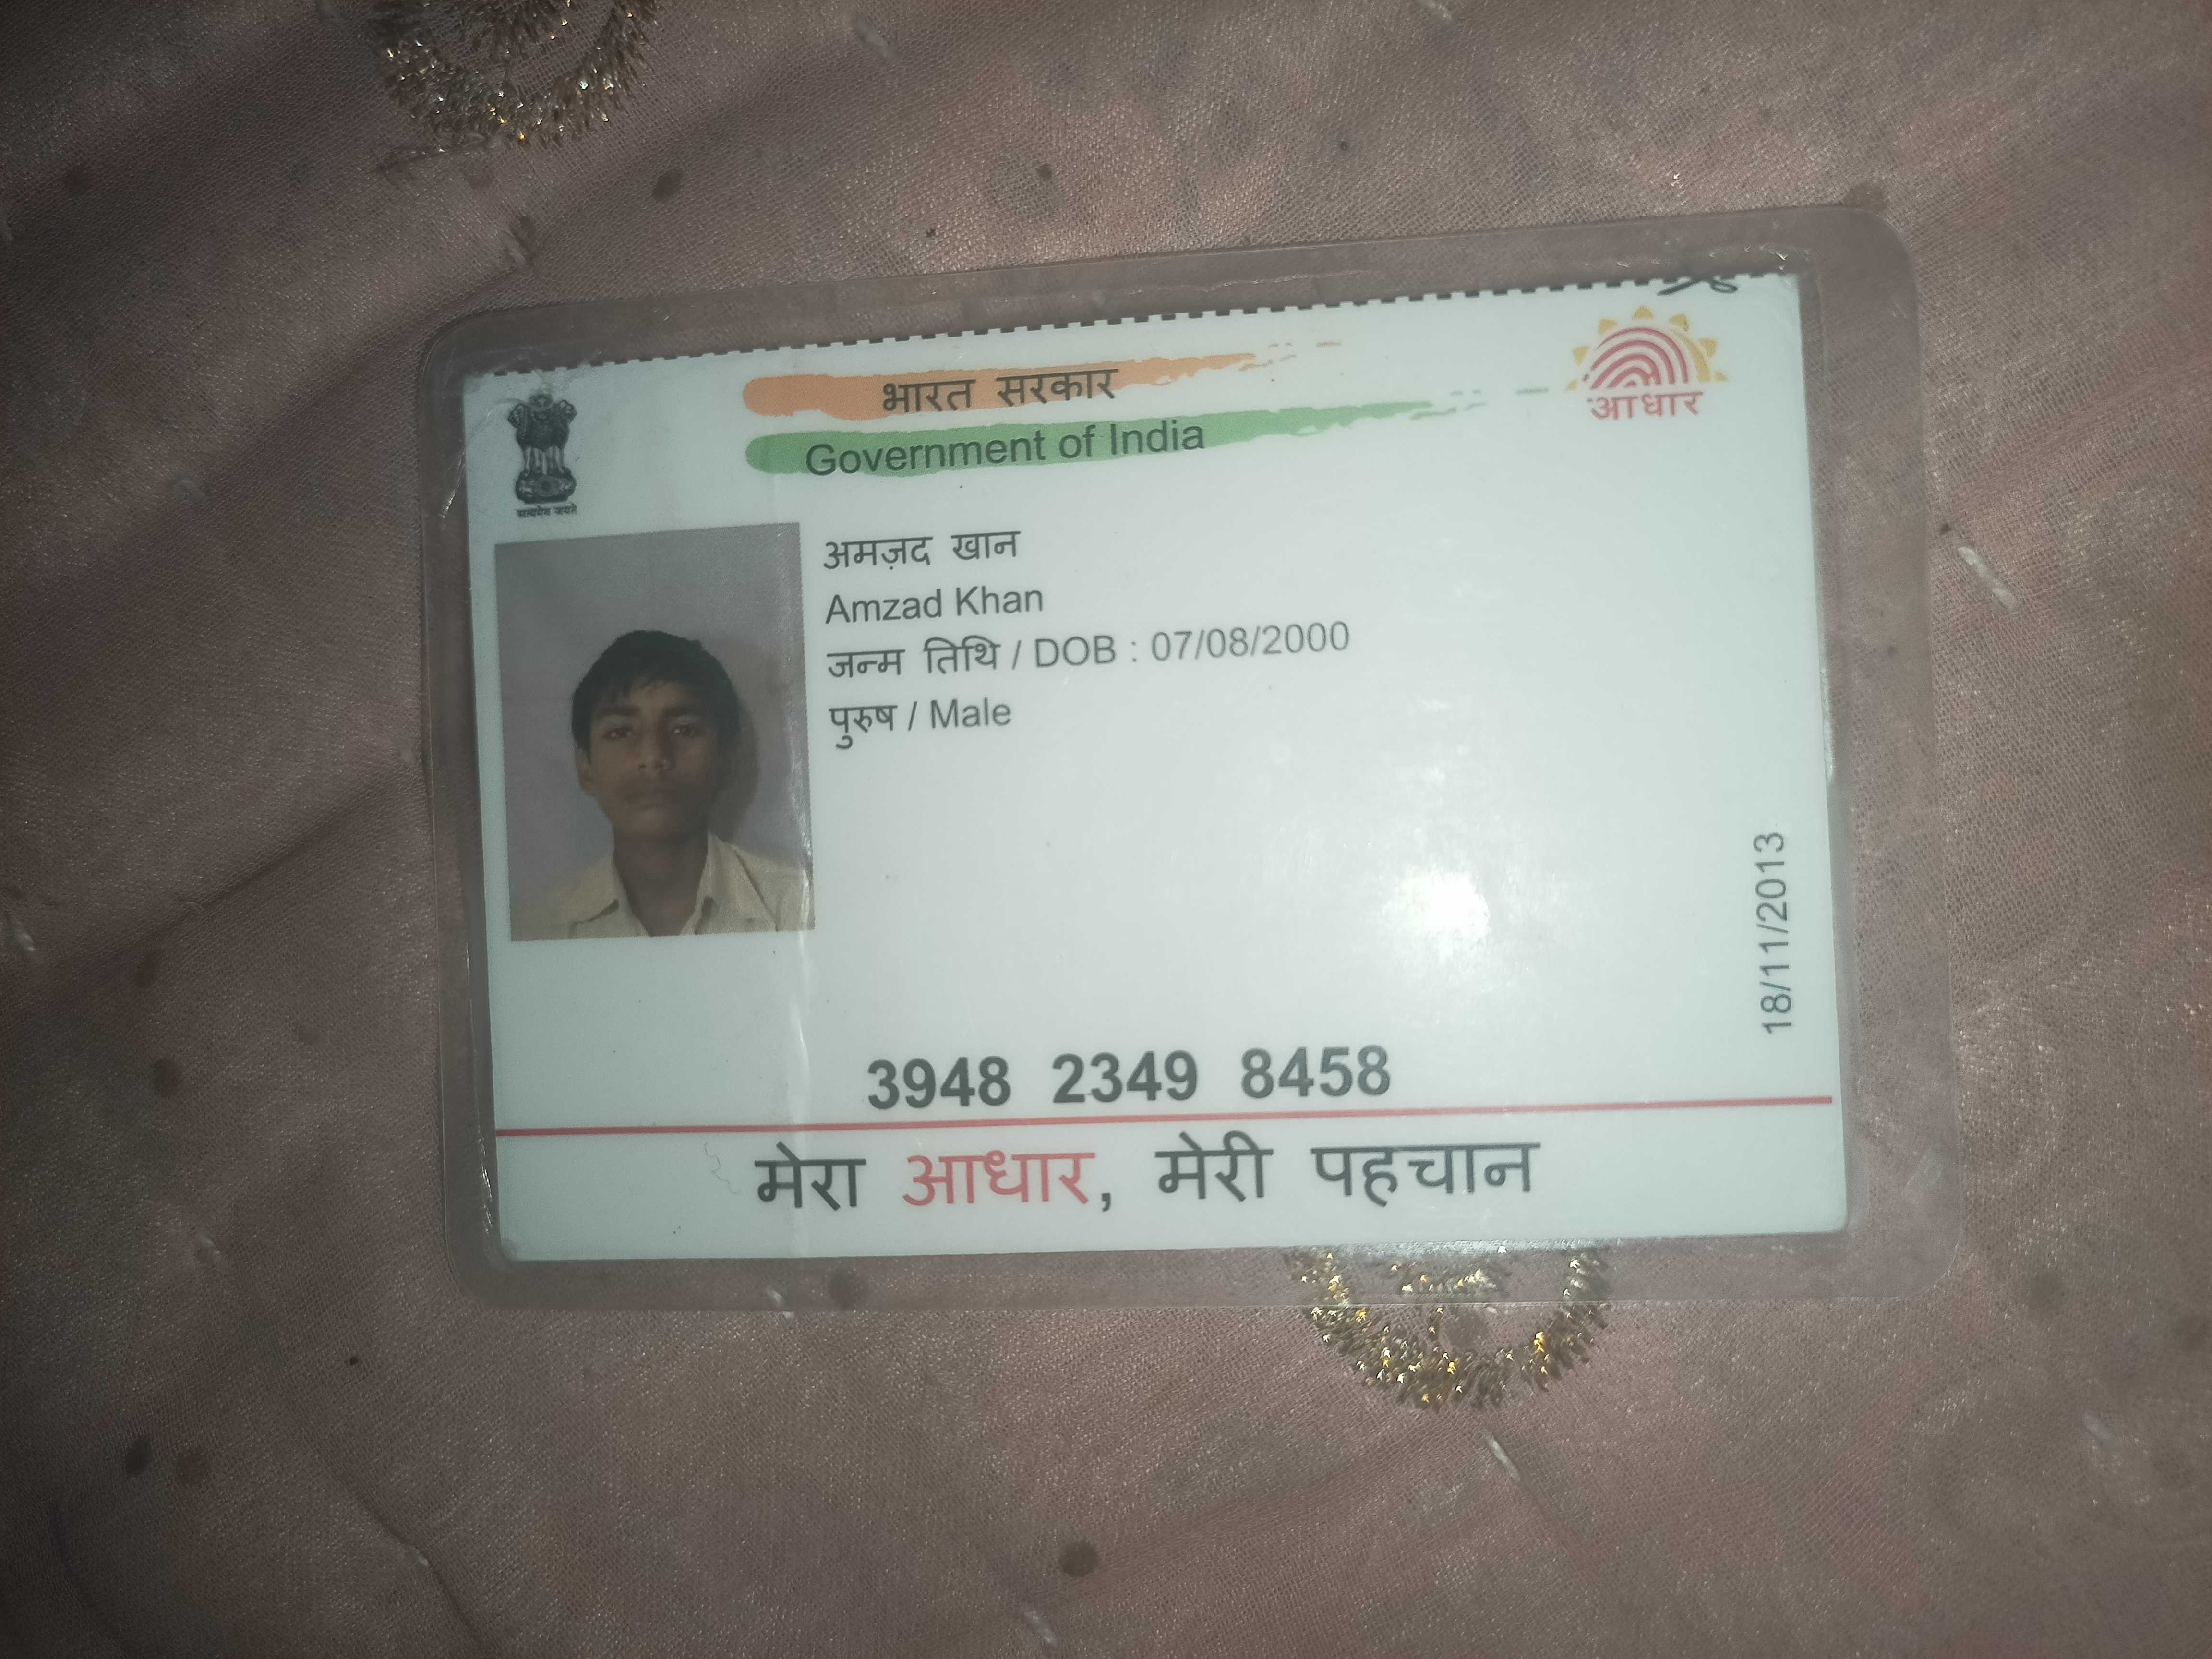 भारत सरकार
Government of India
आधार
सत्यमेव जयते
अमज़द खान
Amzad Khan
जन्म तिथि / DOB : 07/08/2000
पुरुष / Male
18/11/2013
3948 2349 8458
मेरा आधार, मेरी पहचान